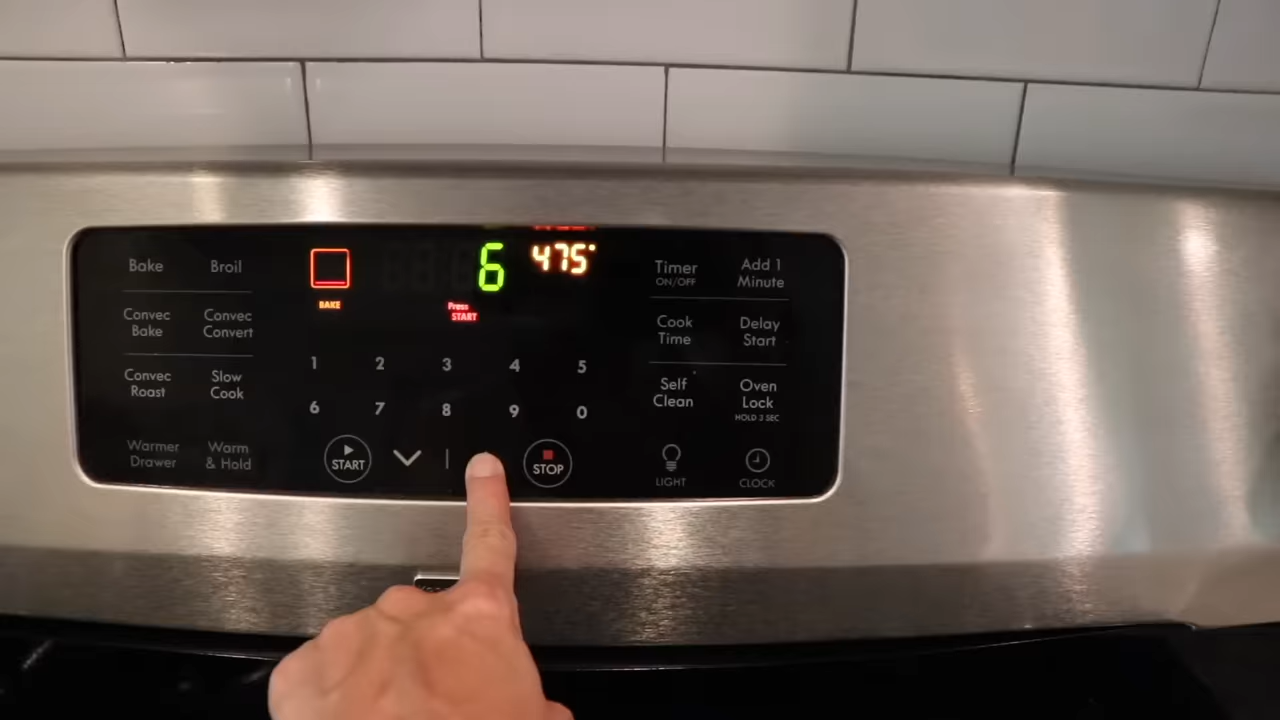 Bake
Broil
Convec
Bake
Convec
Convert
Convec
Roast
Slow
Cook
Warmer
Drawer
Warm
& Hold
BAKE
6
475°
Press
START
1 2 3 4 5
6 7 8 9 0
START
STOP
Timer
ON/OFF
Add 1
Minute
Cook
Time
Delay
Start
Self
Clean
Oven
Lock
HOLD 3 SEC
LIGHT
CLOCK